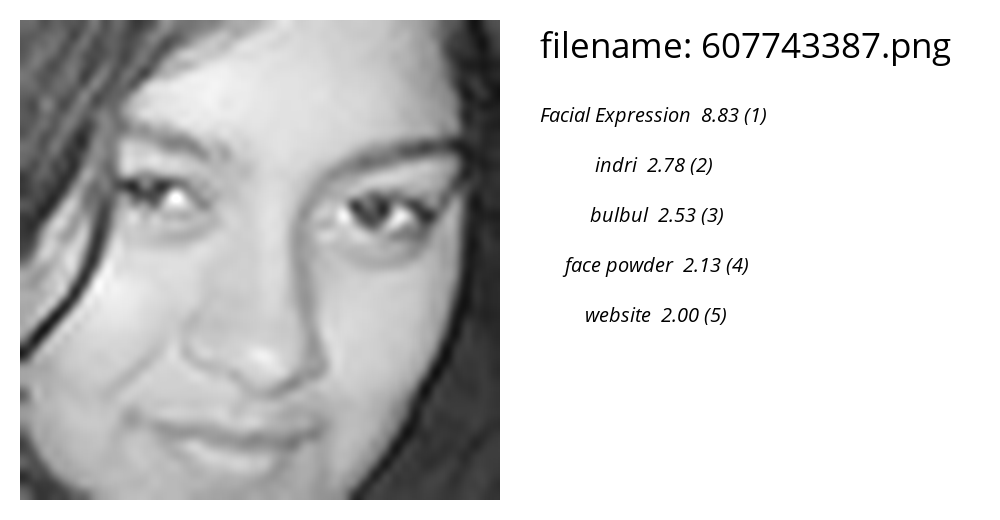 filename: 607743387.png
Facial Expression 8.83 (1)
indri 2.78 (2)
bulbul 2.53 (3)
face powder 2.13 (4)
website 2.00 (5)